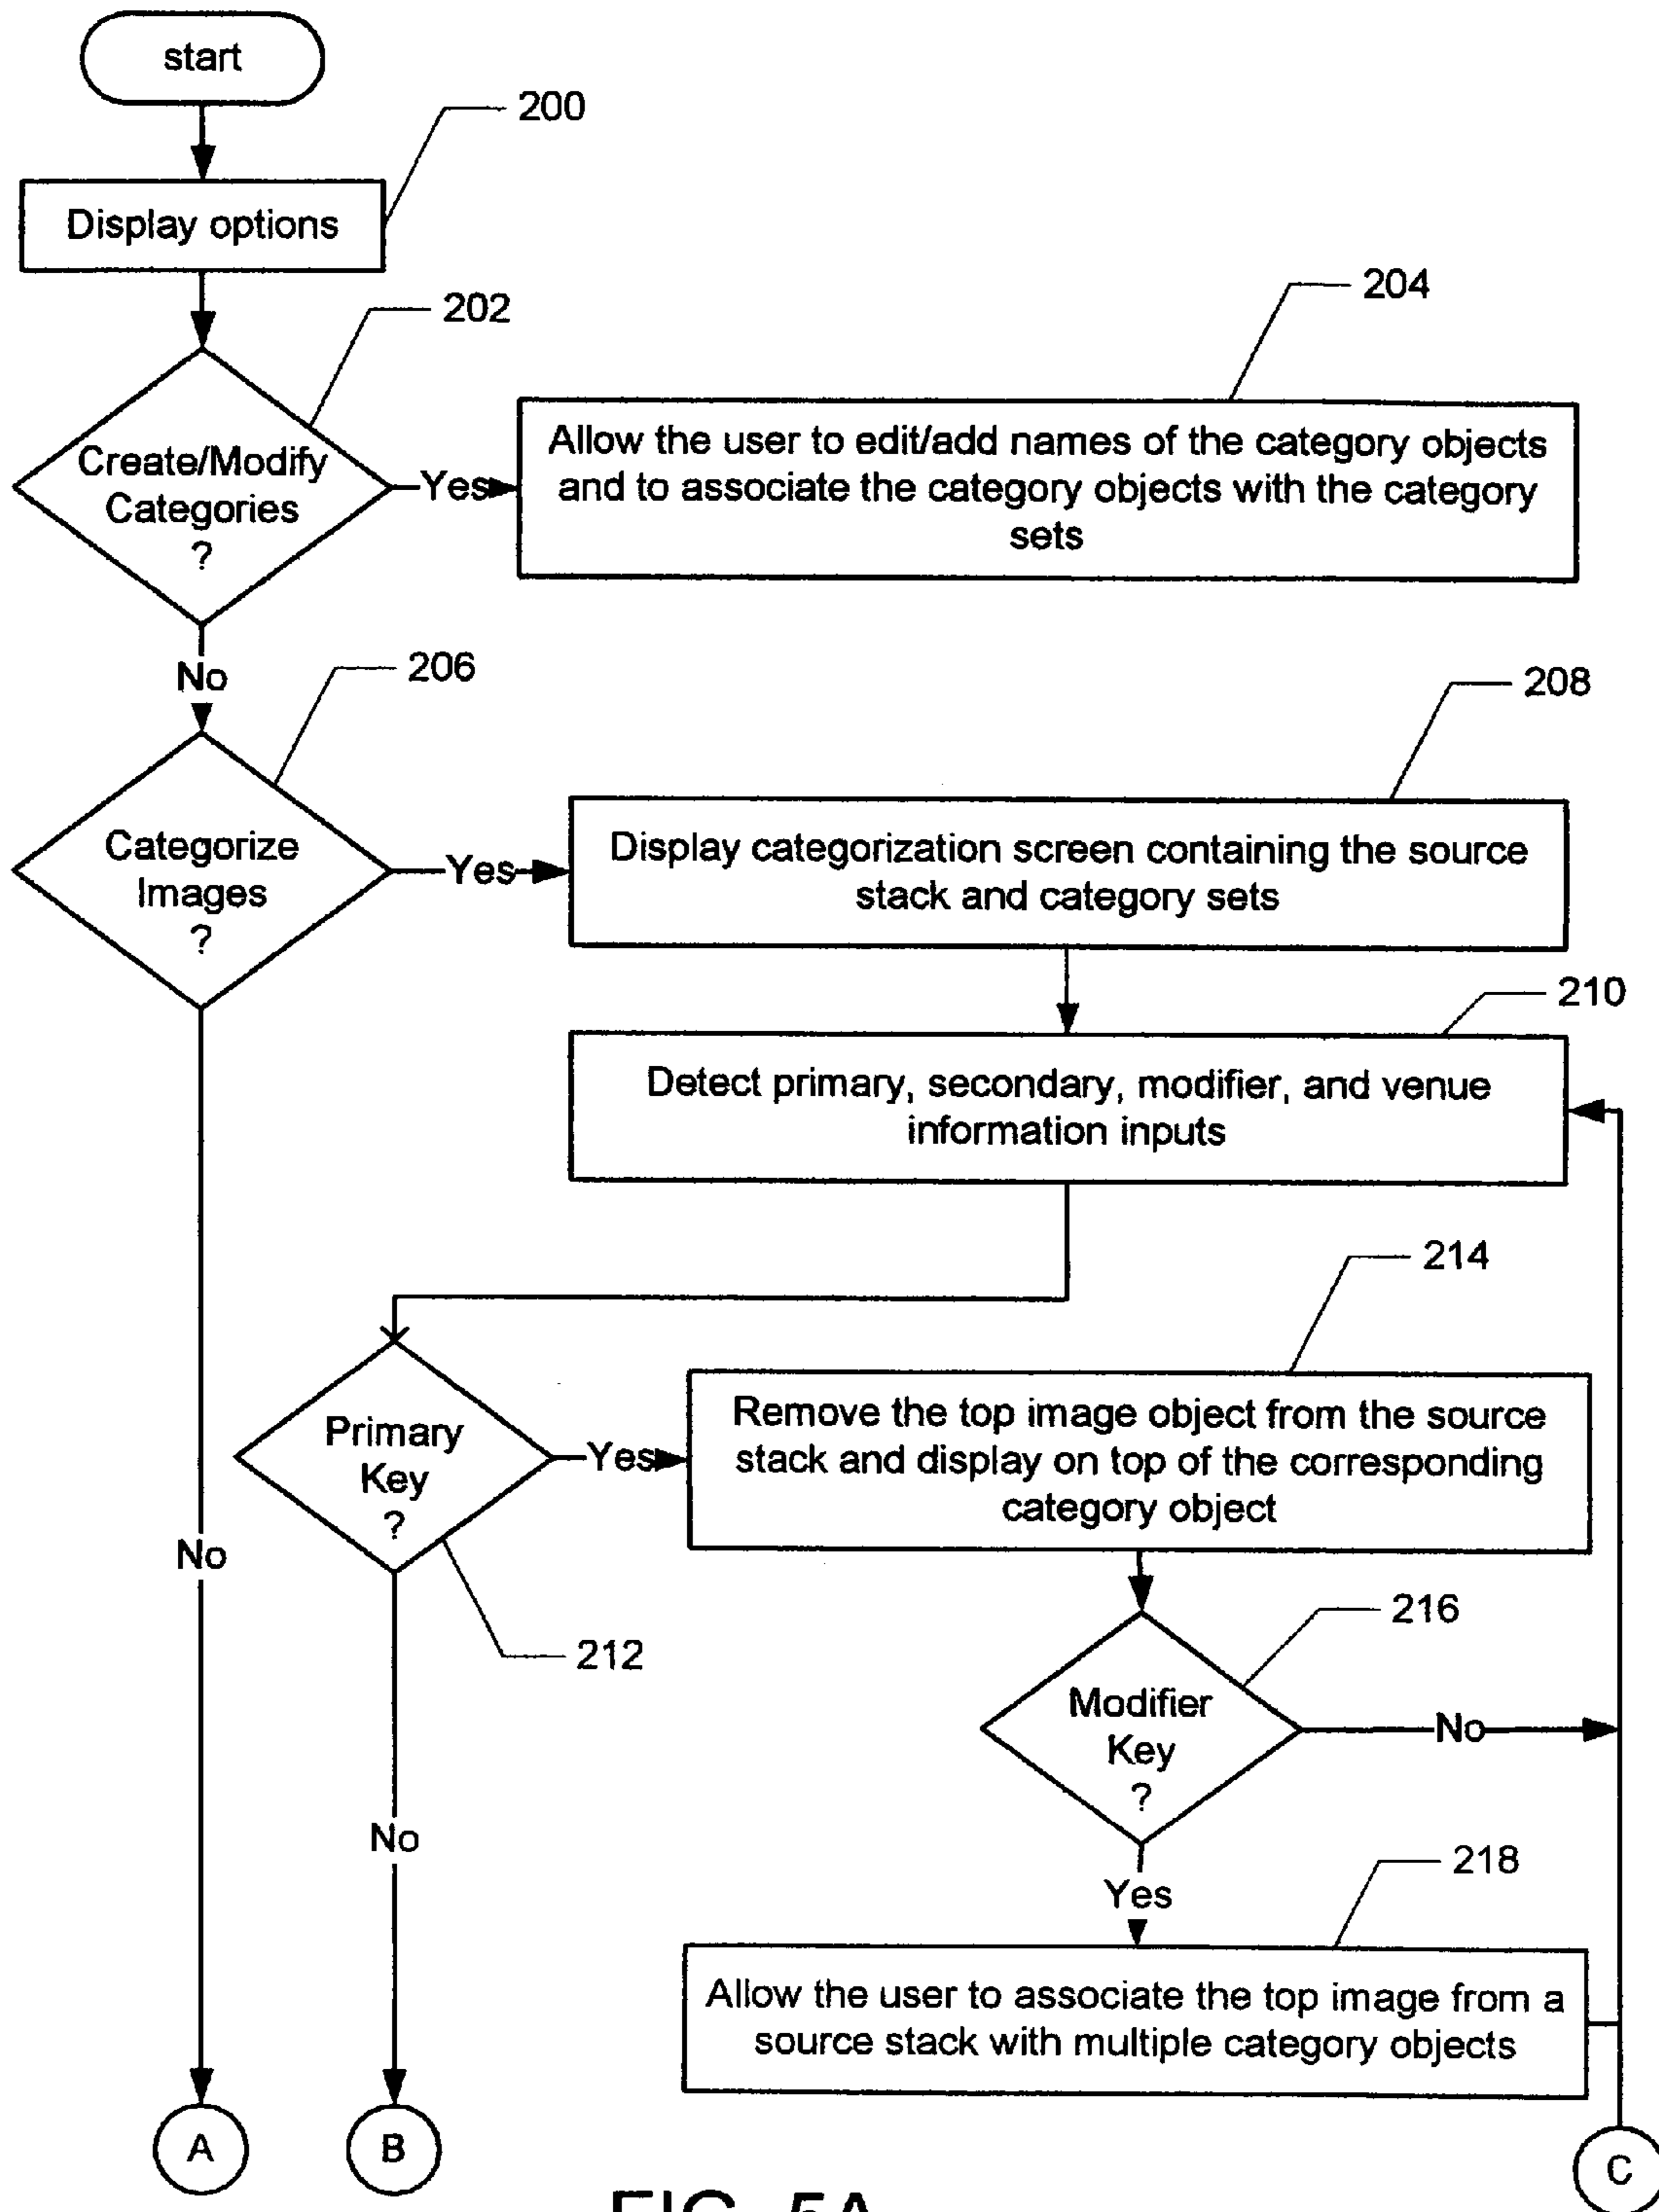 start
200
Display options
202
204
Create/Modify
Categories
?
Yes
Allow the user to edit/add names of the category objects
and to associate the category objects with the category
sets
No
206
208
Categorize
Images
?
Yes
Display categorization screen containing the source
stack and category sets
210
Detect primary, secondary, modifier, and venue
information inputs
214
Primary
Key
?
Yes
Remove the top image object from the source
stack and display on top of the corresponding
category object
No
212
216
Modifier
Key
?
No
No
218
Yes
Allow the user to associate the top image from a
source stack with multiple category objects
A
B
C
FIG. 5A